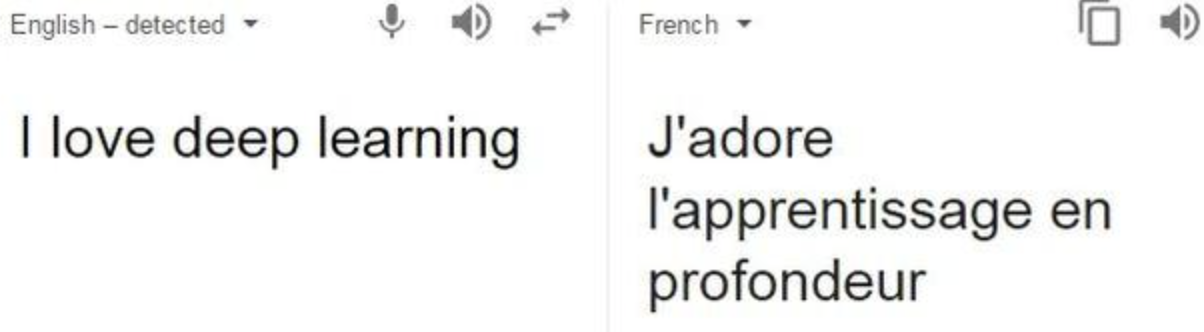 English – detected
I love deep learning
French
J'adore
l'apprentissage en
profondeur